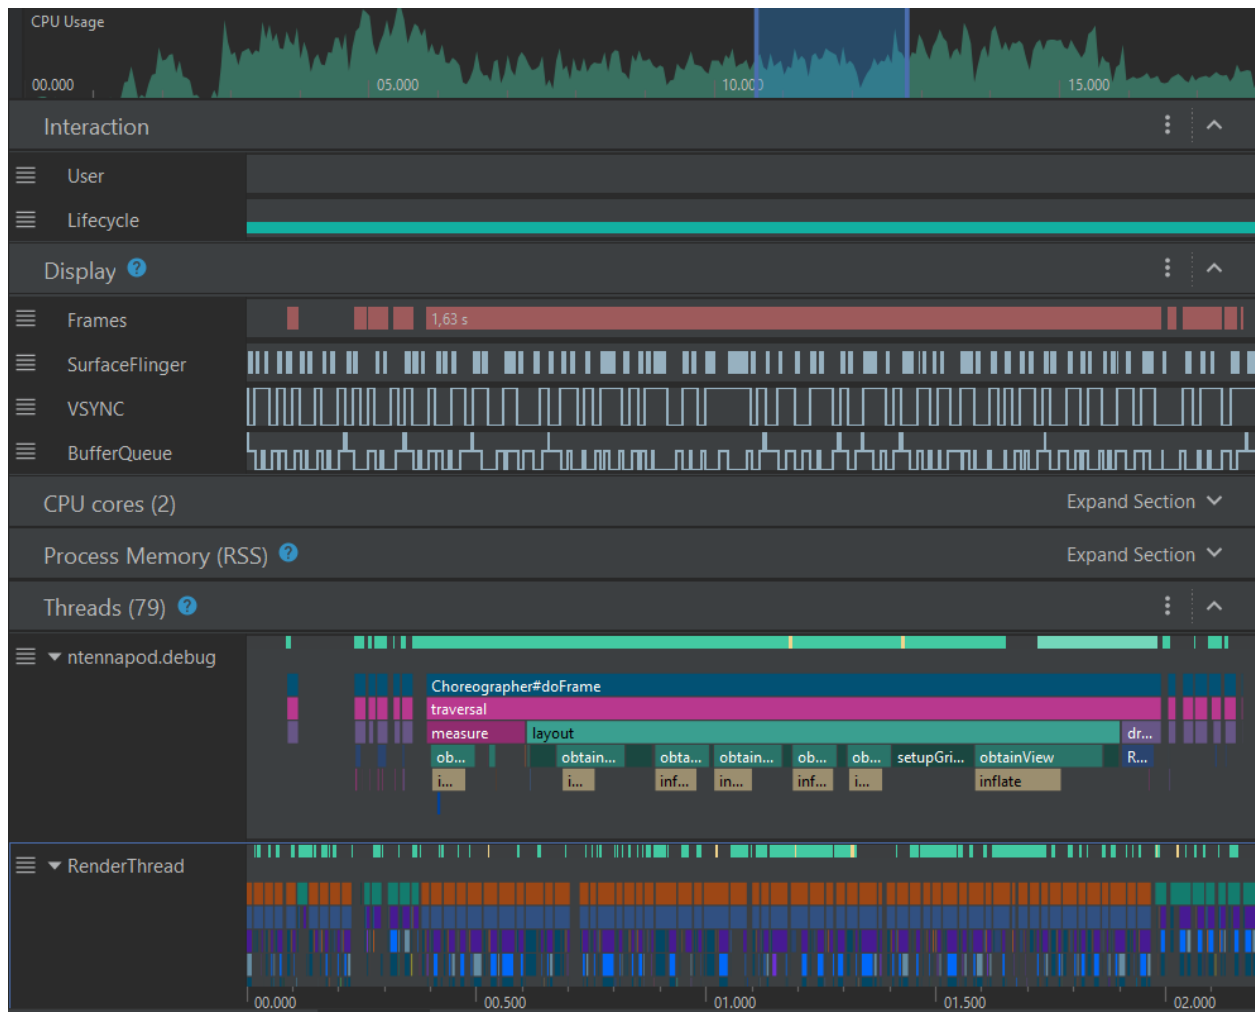 CPU Usage
00.000 05.000 10.000 15.000
Interaction
User
Lifecycle
Display ?
Frames 1,63 s
SurfaceFlinger
VSYNC
BufferQueue
CPU cores (2) Expand Section
Process Memory (RSS) ? Expand Section
Threads (79) ?
ntennapod.debug
Choreographer#doFrame
traversal
measure layout dr...
ob... obtain... obta... obtain... ob... ob... setupGri... obtainView R...
i... i... inf... in... inf... i... inflate
RenderThread
00.000 00.500 01.000 01.500 02.000